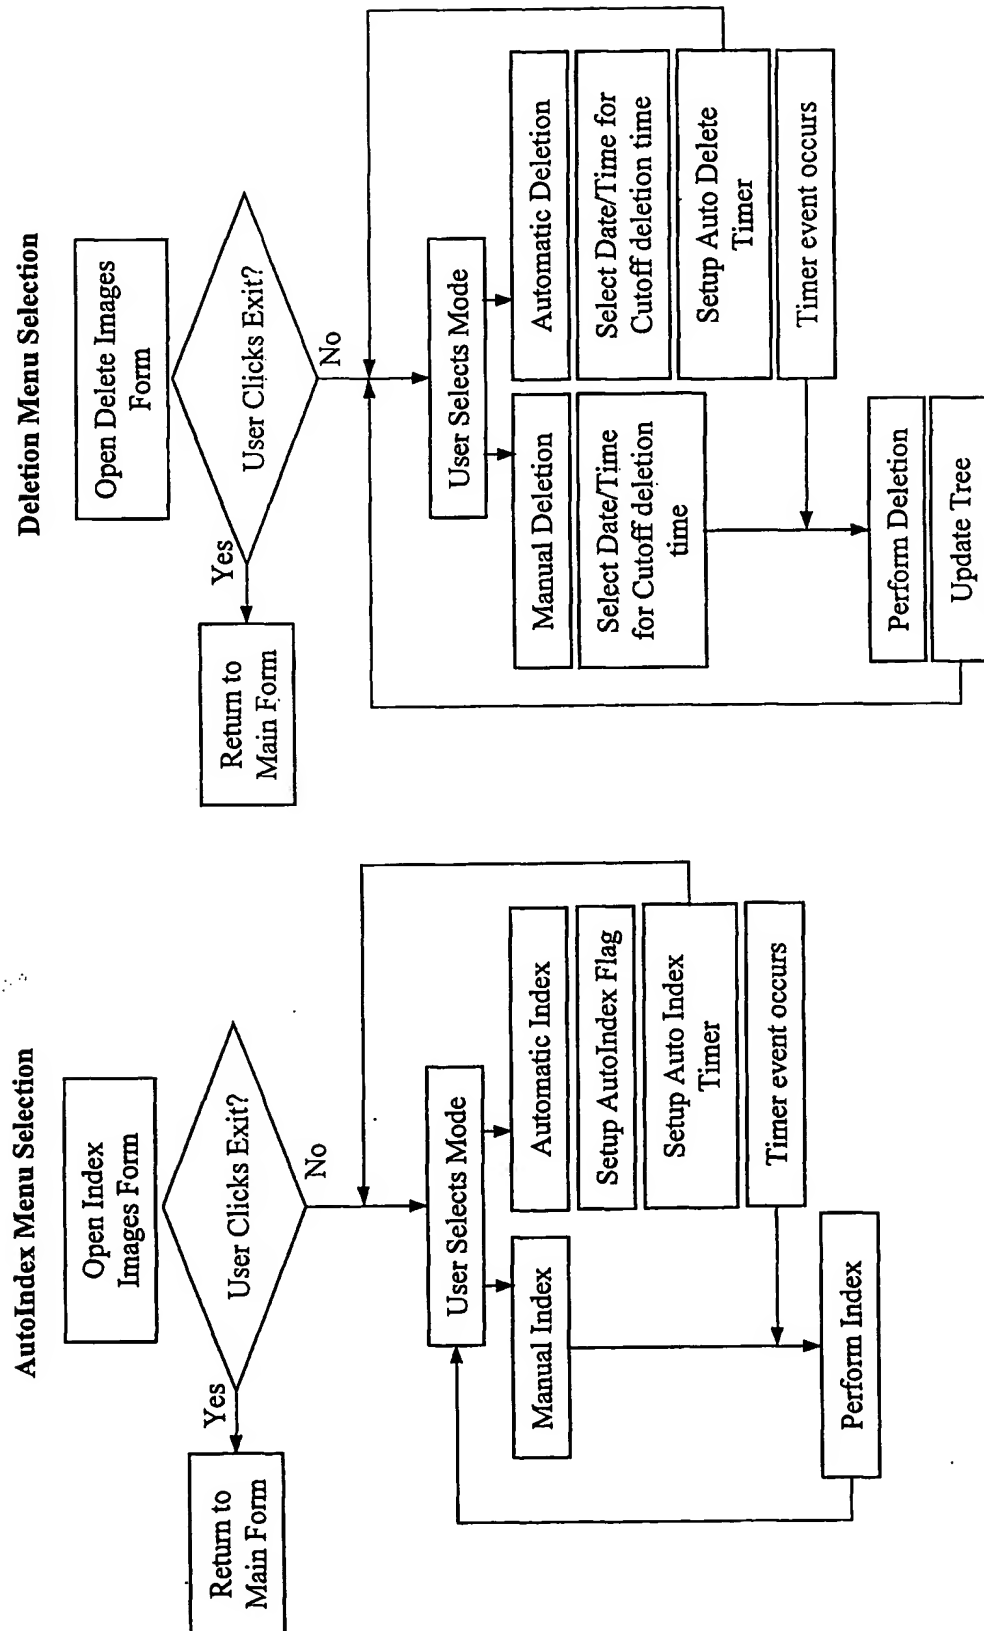 AutoIndex Menu Selection
Open Index
Images Form
User Clicks Exit?
Yes
No
Return to
Main Form
User Selects Mode
Manual Index
Automatic Index
Setup AutoIndex Flag
Setup Auto Index
Timer
Timer event occurs
Perform Index
Deletion Menu Selection
Open Delete Images
Form
User Clicks Exit?
Yes
No
Return to
Main Form
User Selects Mode
Manual Deletion
Select Date/Time
for Cutoff deletion
time
Automatic Deletion
Select Date/Time for
Cutoff deletion time
Setup Auto Delete
Timer
Timer event occurs
Perform Deletion
Update Tree